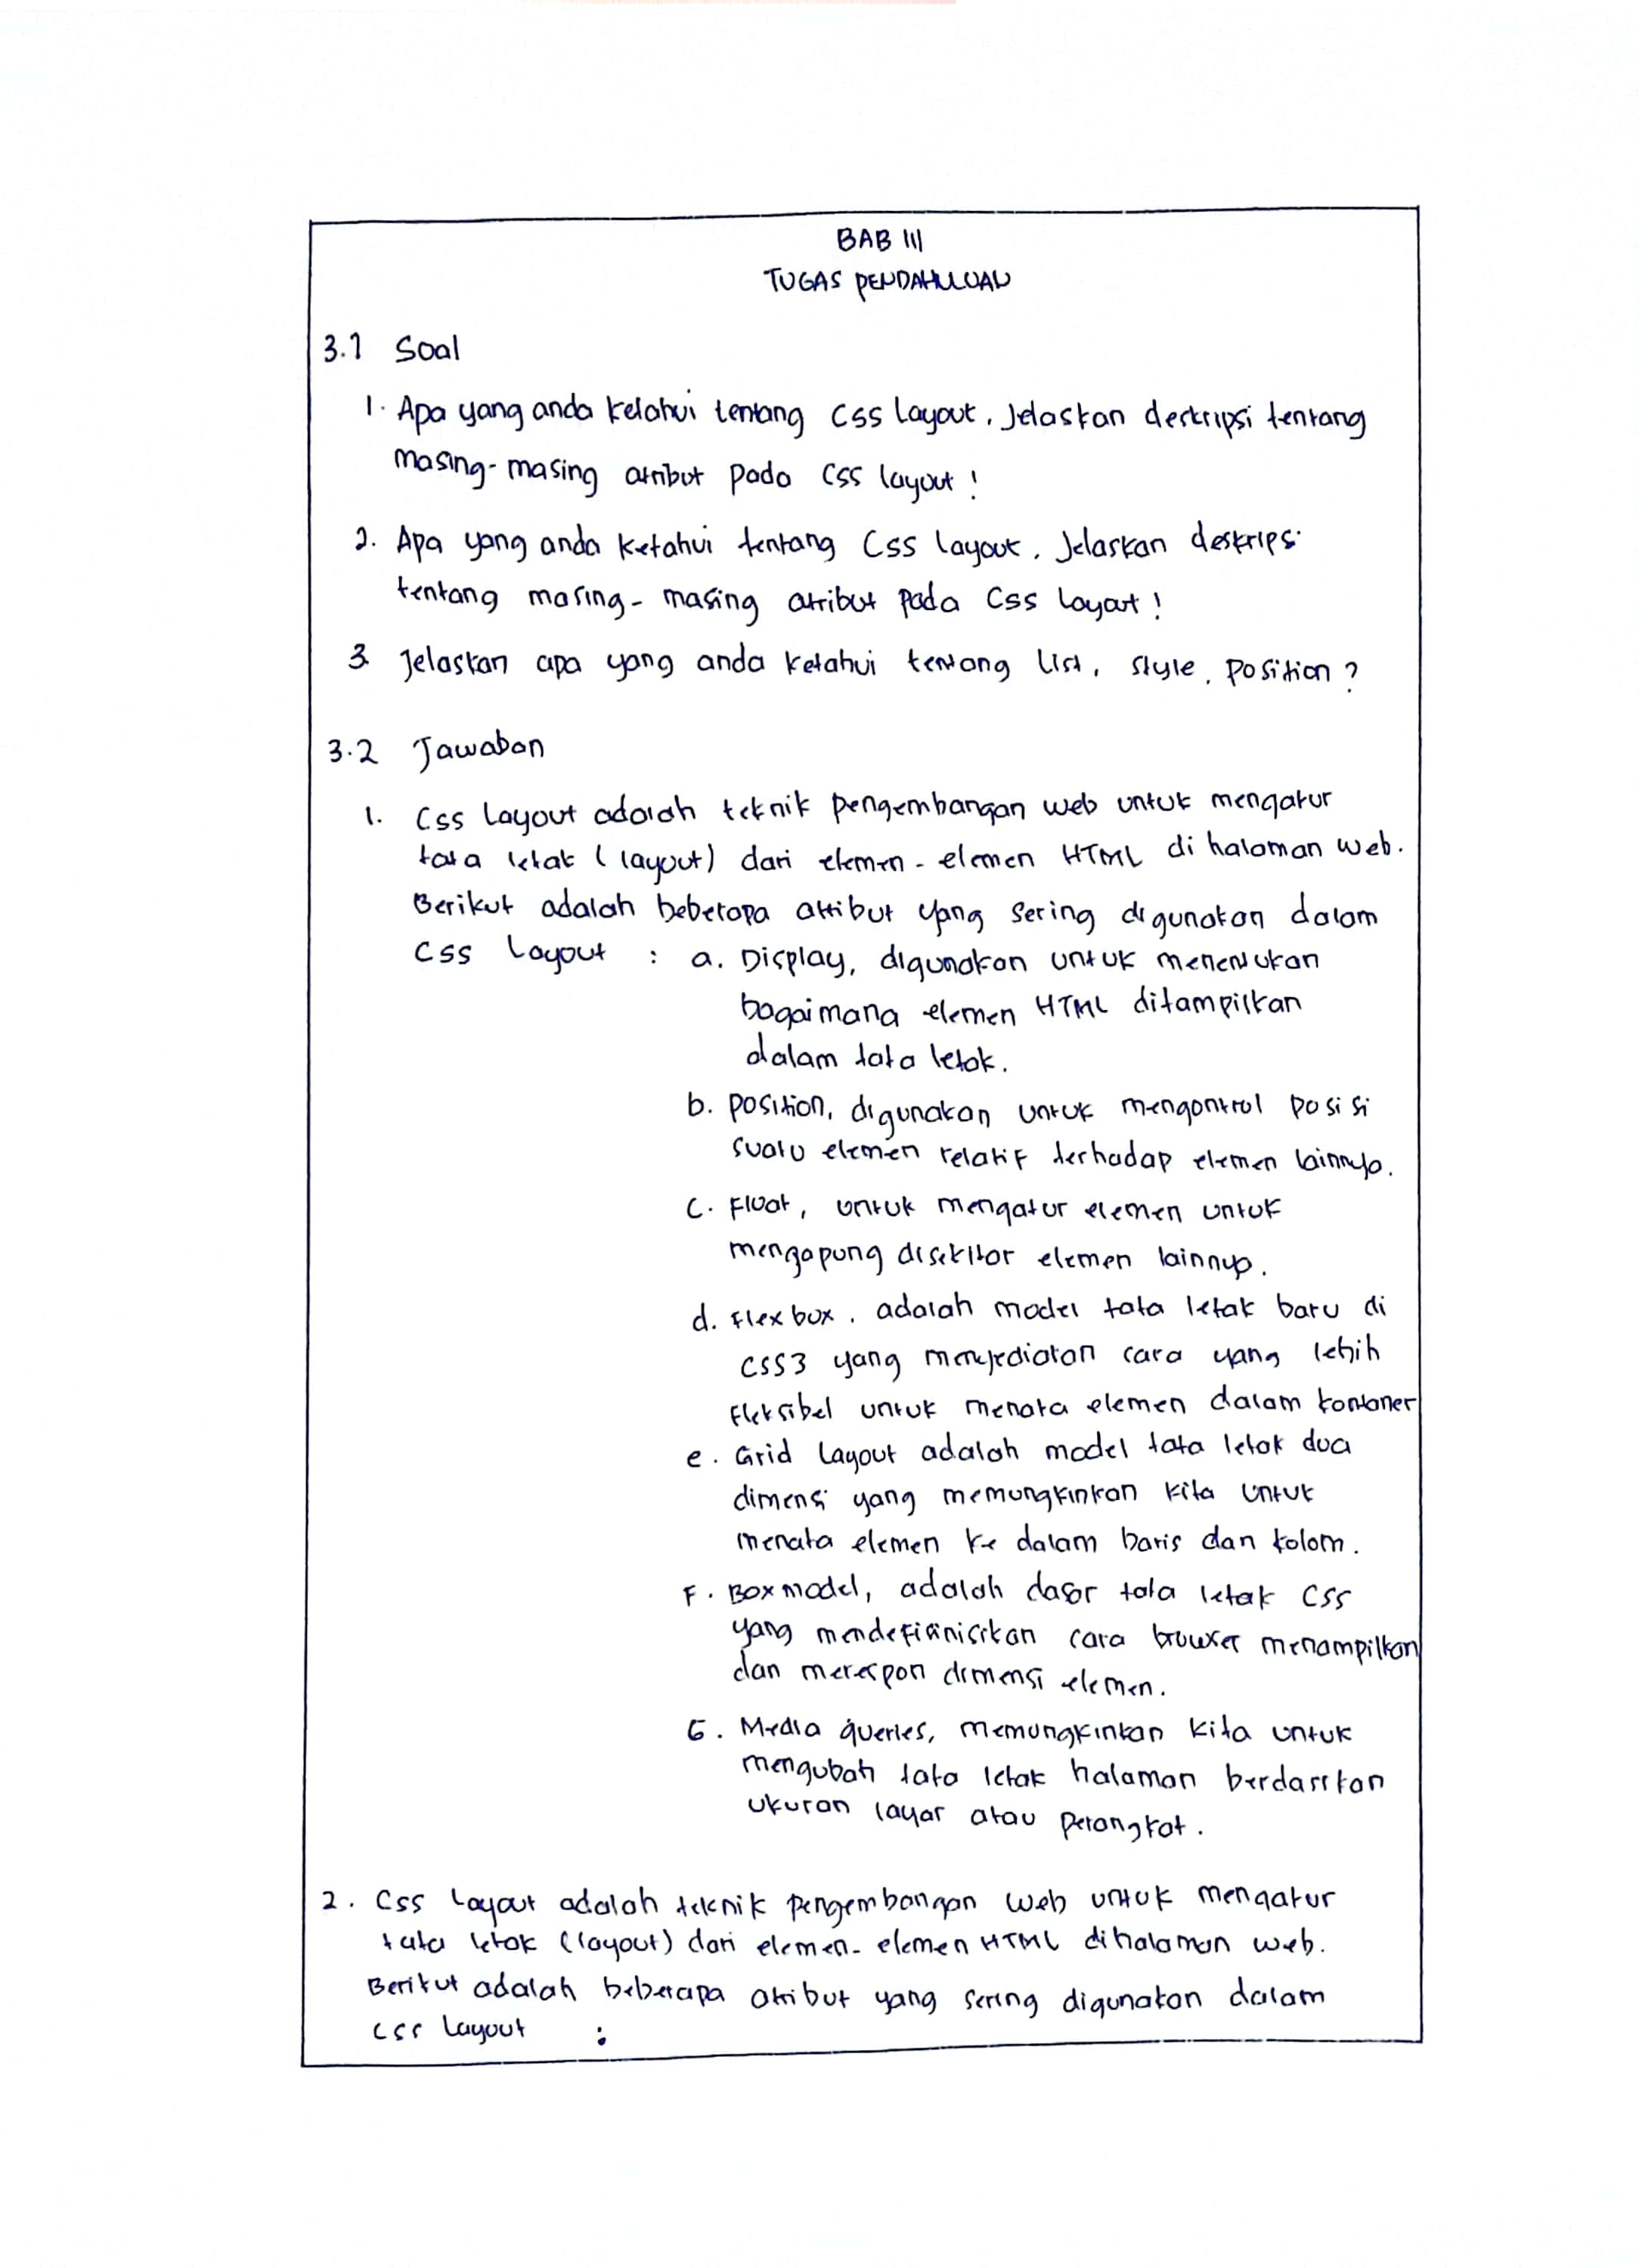 BAB III
TUGAS PENDAHULUAN
3.1 Soal
1. Apa yang anda ketahui tentang CSS Layout, Jelaskan deskripsi tentang
masing-masing atribut pada CSS layout!
2. Apa yang anda ketahui tentang CSS layout, Jelaskan deskripsi
tentang masing-masing atribut pada CSS layout!
3 Jelaskan apa yang anda ketahui tentang list, style, position?
3.2 Jawaban
1. CSS Layout adalah teknik pengembangan web untuk mengatur
tata letak (layout) dari elemen-elemen HTML di halaman web.
Berikut adalah beberapa attibut yang sering digunakan dalam
CSS Layout : a. Display, digunakan untuk menentukan
bagaimana elemen HTML ditampilkan
dalam tata letak.
b. position, digunakan untuk mengontrol posisi
suatu elemen relatif terhadap elemen lainnya.
c. Float, untuk mengatur elemen untuk
mengapung disekitar elemen lainnya.
d. Flexbox, adalah model tata letak baru di
CSS3 yang menyediakan cara yang lebih
fleksibel untuk menata elemen dalam kontaner
e. Grid Layout adalah model tata letak dua
dimensi yang memungkinkan kita untuk
menata elemen ke dalam baris dan kolom.
F. Box model, adalah dasar tata letak CSS
yang mendefianisikan cara browser menampilkan
dan merespon dimensi elemen.
G. Media queries, memungkinkan kita untuk
mengubah tata letak halaman berdasrkan
ukuran layar atau perangkat.
2. CSS Layout adalah teknik pengembangan web untuk mengatur
tata letak (layout) dari elemen-elemen HTML dihalaman web.
Berikut adalah beberapa atribut yang sering digunakan dalam
CSS Layout :